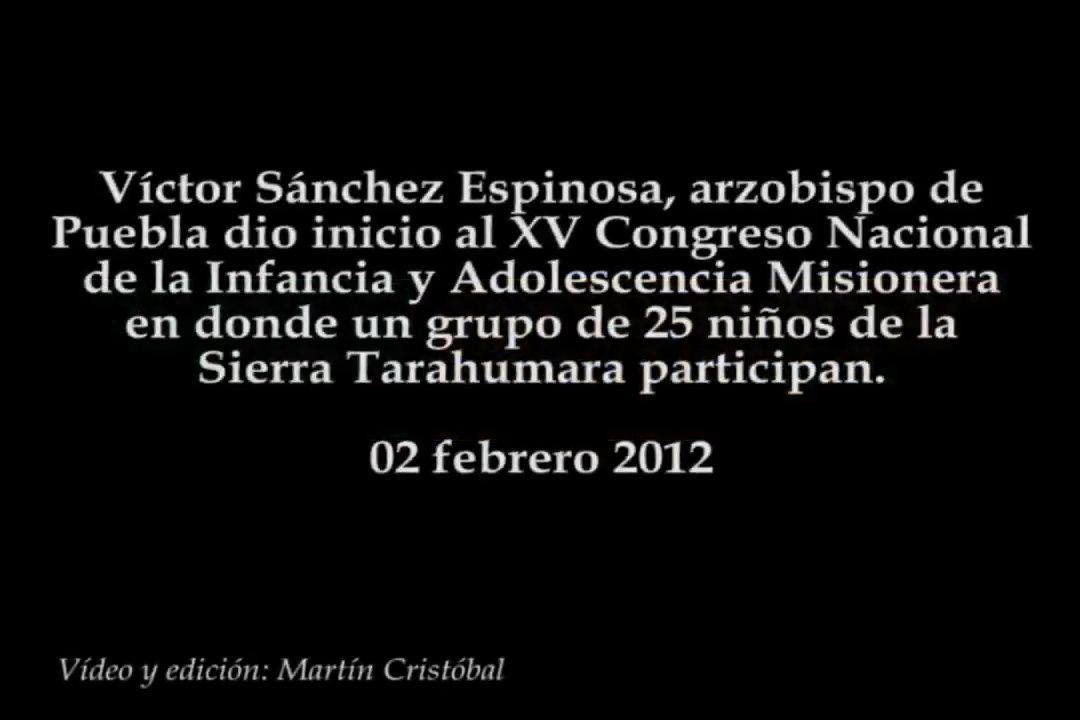 Víctor Sánchez Espinosa, arzobispo de
Puebla dio inicio al XV Congreso Nacional
de la Infancia y Adolescencia Misionera
en donde un grupo de 25 niños de la
Sierra Tarahumara participan.
02 febrero 2012
Vídeo y edición: Martín Cristóbal